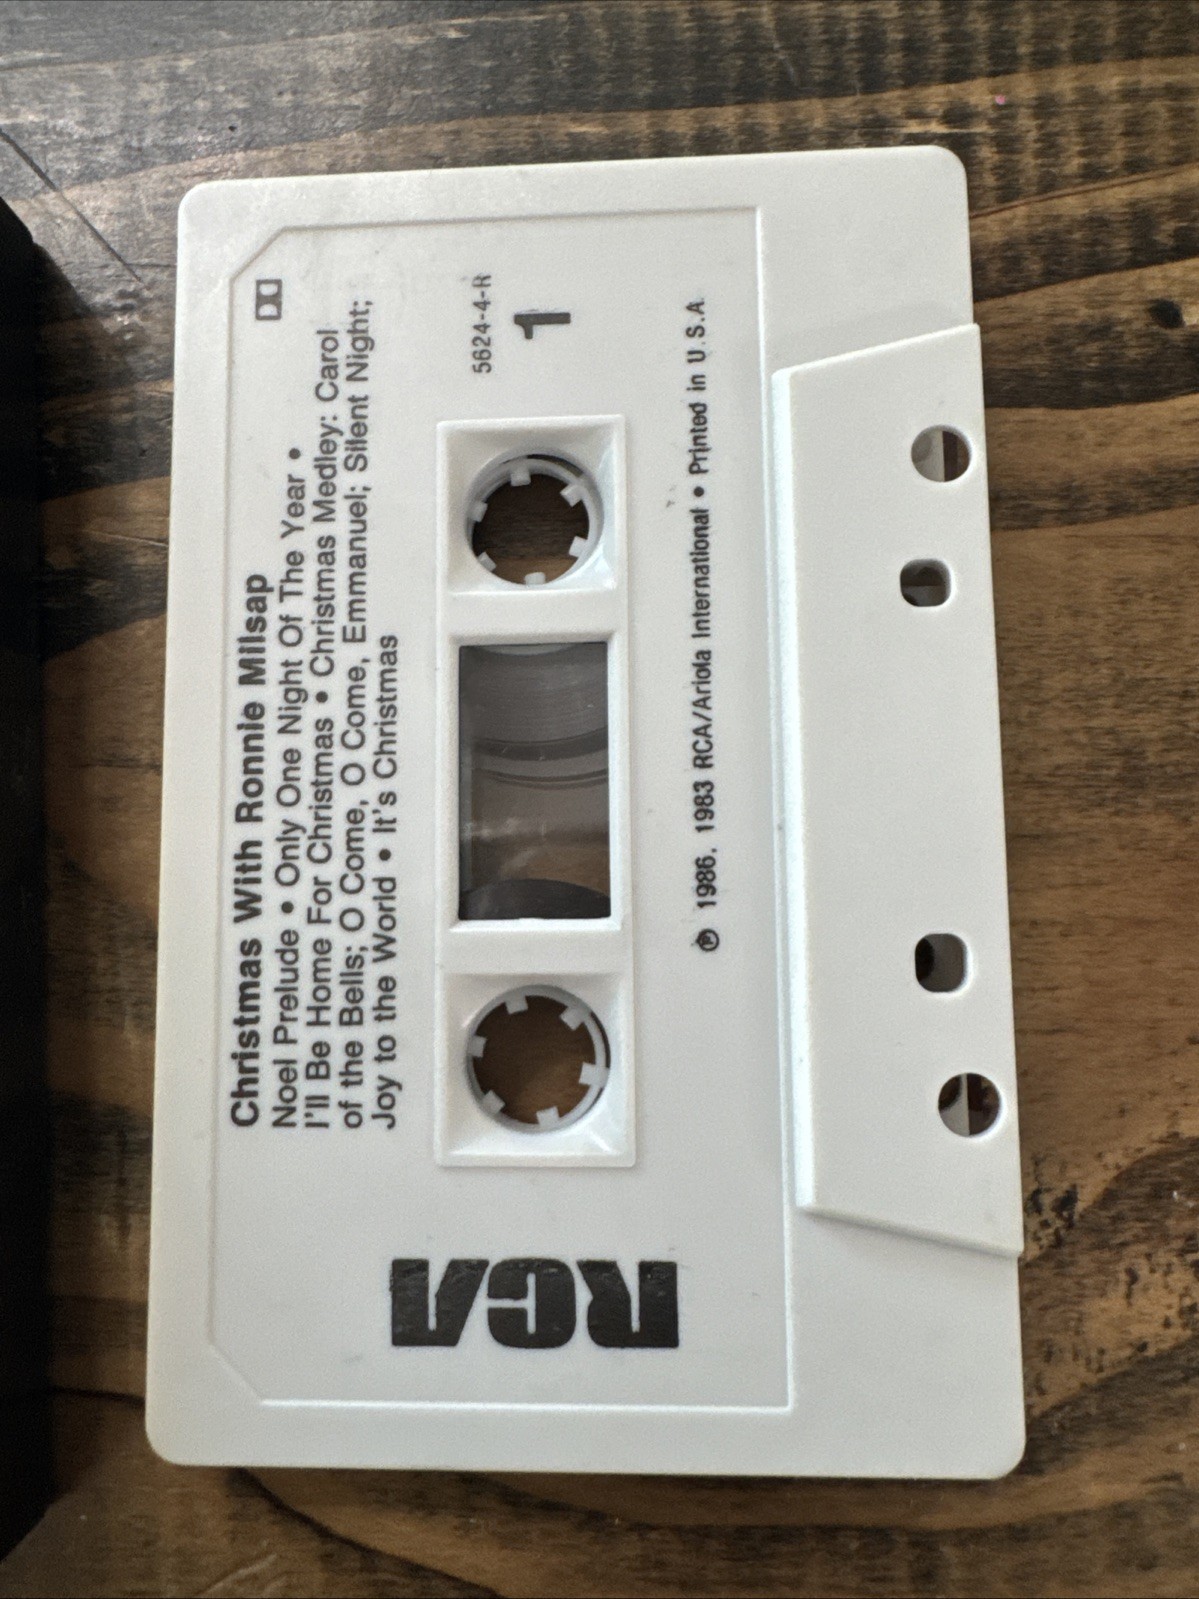 Christmas With Ronnie Milsap
Noel Prelude • Only One Night Of The Year •
I'll Be Home For Christmas • Christmas Medley: Carol
of the Bells; O Come, O Come, Emmanuel; Silent Night;
Joy to the World • It's Christmas
5624-4-R
1
RCA
℗ 1986, 1983 RCA/Ariola International • Printed in U.S.A.